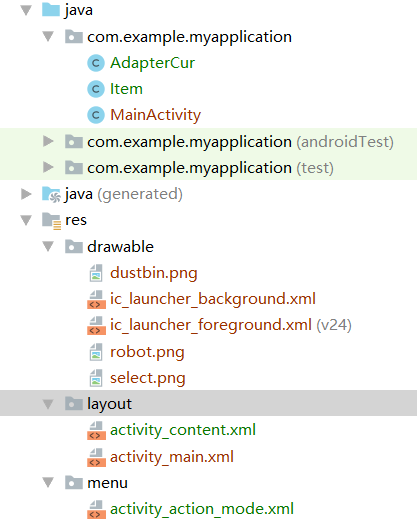 java
com.example.myapplication
AdapterCur
Item
MainActivity
com.example.myapplication (androidTest)
com.example.myapplication (test)
java (generated)
res
drawable
dustbin.png
ic_launcher_background.xml
ic_launcher_foreground.xml (v24)
robot.png
select.png
layout
activity_content.xml
activity_main.xml
menu
activity_action_mode.xml